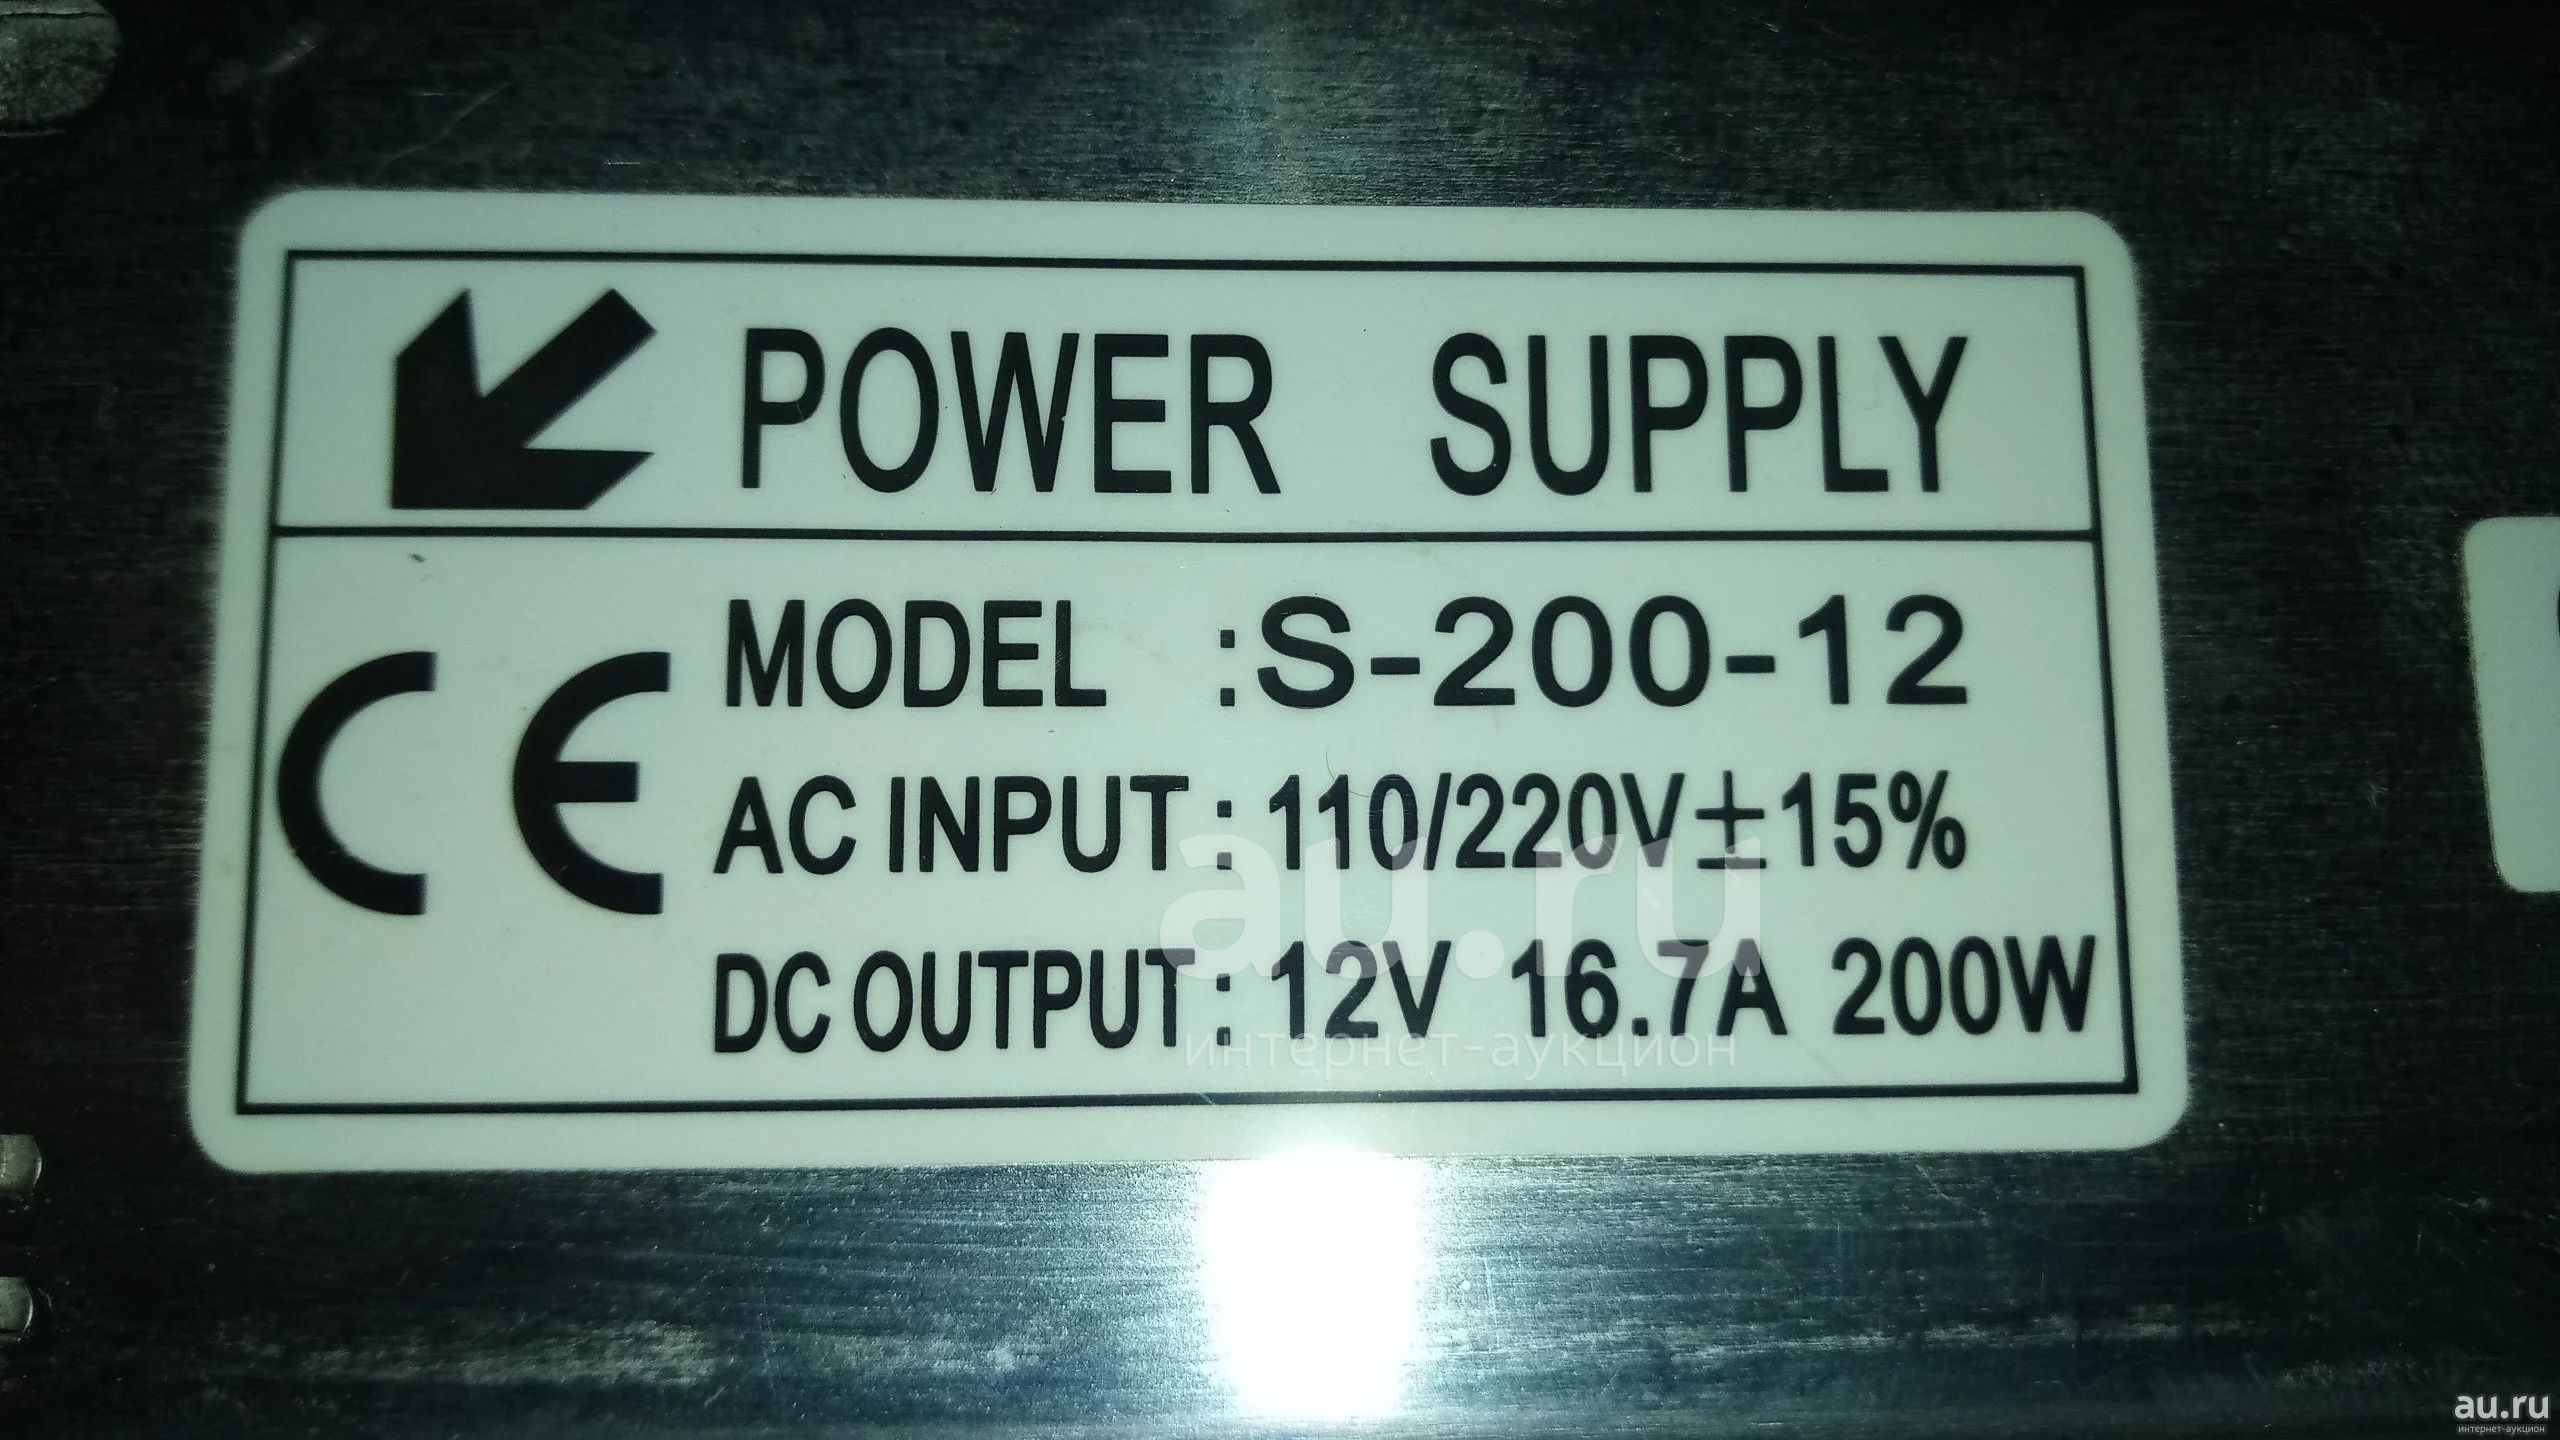 POWER SUPPLY
CE
MODEL :S-200-12
AC INPUT : 110/220V±15%
DC OUTPUT : 12V 16.7A 200W
au.ru
интернет-аукцион
au.ru
интернет-аукцион